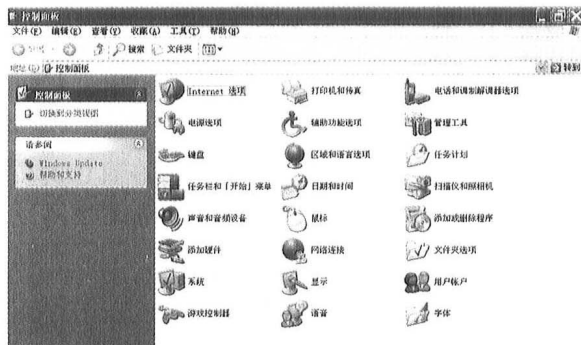 控制面板
文件(F) 编辑(E) 查看(V) 收藏(A) 工具(T) 帮助(H)
搜索 文件夹
地址(D) 控制面板 转到
控制面板
切换到分类视图
请参阅
Windows Update
帮助和支持
Internet 选项 打印机和传真 电话和调制解调器选项
电源选项 辅助功能选项 管理工具
键盘 区域和语言选项 任务计划
任务栏和「开始」菜单 日期和时间 扫描仪和照相机
声音和音频设备 鼠标 添加或删除程序
添加硬件 网络连接 文件夹选项
系统 显示 用户帐户
游戏控制器 语音 字体